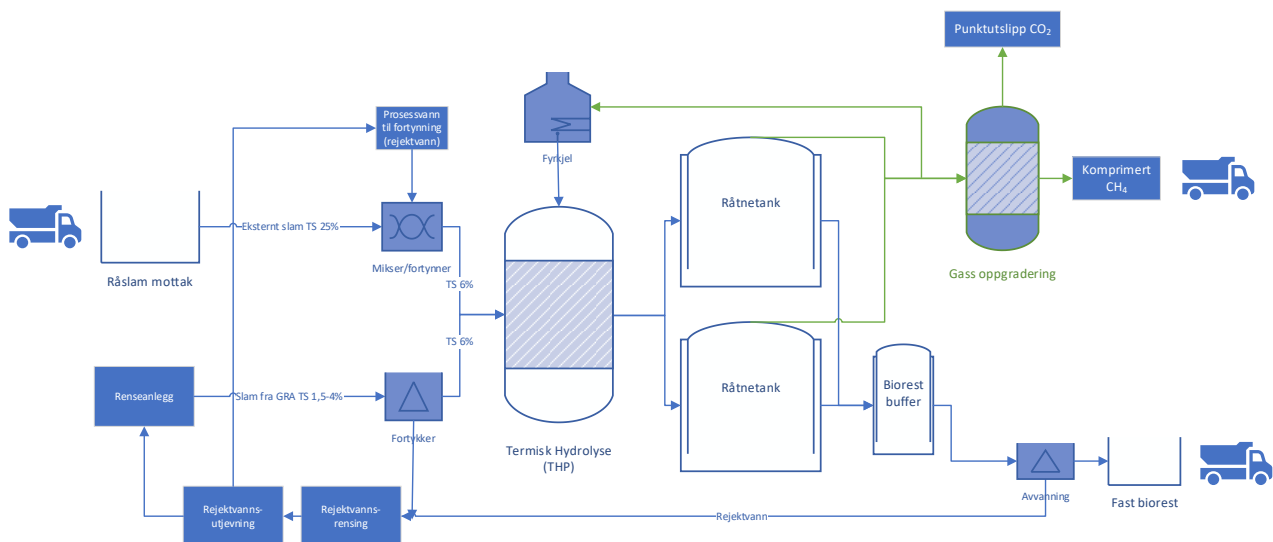 Punktutslipp CO₂
Prosessvann
til fortynning
(rejektvann)
Fyrkjel
Råtnetank
Komprimert
CH₄
Eksternt slam TS 25%
Mikser/fortynner
Råslam mottak
Gass oppgradering
TS 6%
TS 6%
Renseanlegg
Slam fra GRA TS 1,5-4%
Fortykker
Råtnetank
Biorest
buffer
Termisk Hydrolyse
(THP)
Avvanning
Fast biorest
Rejektvanns-
utjevning
Rejektvanns-
rensing
Rejektvann